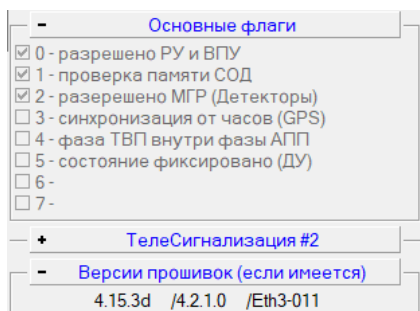 - Основные флаги
0 - разрешено РУ и ВПУ
1 - проверка памяти СОД
2 - разерешено МГР (Детекторы)
3 - синхронизация от часов (GPS)
4 - фаза ТВП внутри фазы АПП
5 - состояние фиксировано (ДУ)
6 -
7 -
+ ТелеСигнализация #2
- Версии прошивок (если имеется)
4.15.3d /4.2.1.0 /Eth3-011